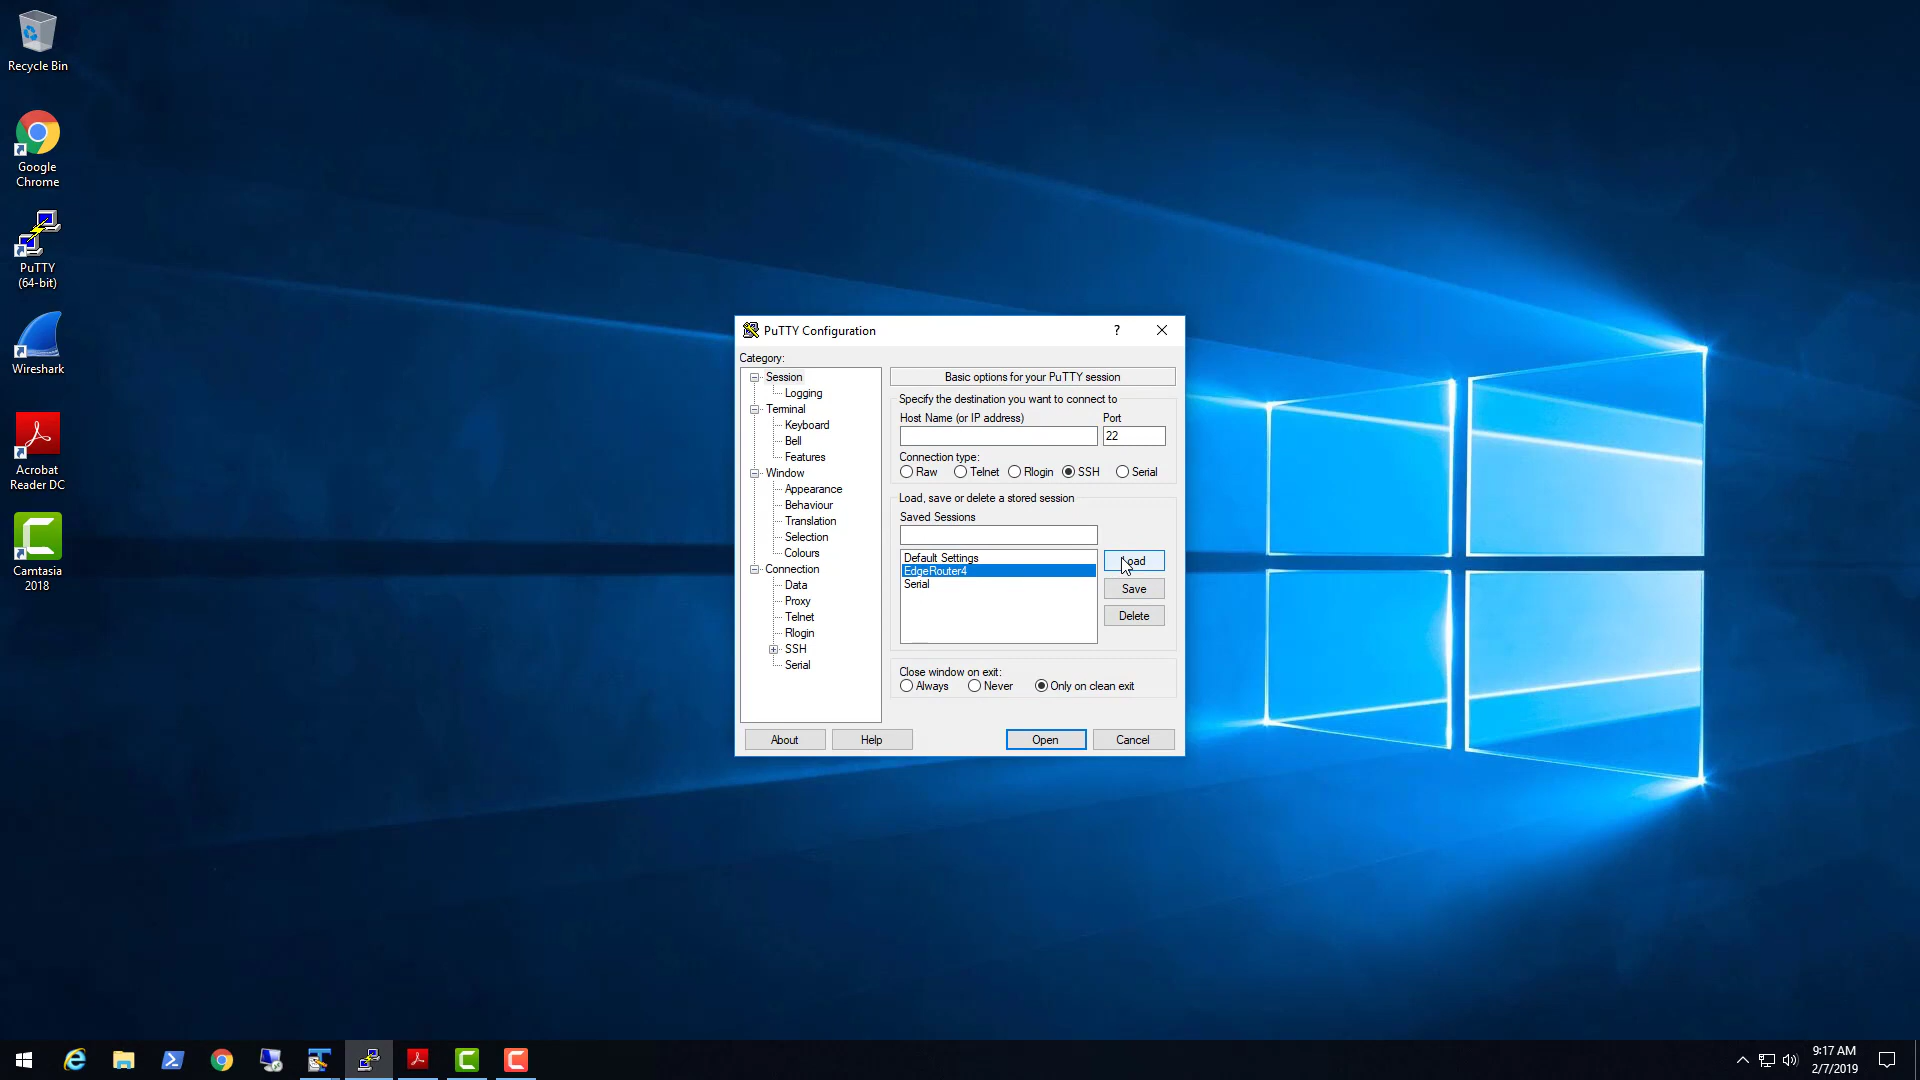 Recycle Bin
Google
Chrome
PuTTY
(64-bit)
Wireshark
Acrobat
Reader DC
Camtasia
2018
PuTTY Configuration
?
Category:
Session
Logging
Terminal
Keyboard
Bell
Features
Window
Appearance
Behaviour
Translation
Selection
Colours
Connection
Data
Proxy
Telnet
Rlogin
SSH
Serial
Basic options for your PuTTY session
Specify the destination you want to connect to
Host Name (or IP address) Port
22
Connection type:
Raw Telnet Rlogin SSH Serial
Load, save or delete a stored session
Saved Sessions
Default Settings
EdgeRouter4
Serial
Load
Save
Delete
Close window on exit:
Always Never Only on clean exit
About Help Open Cancel
9:17 AM
2/7/2019